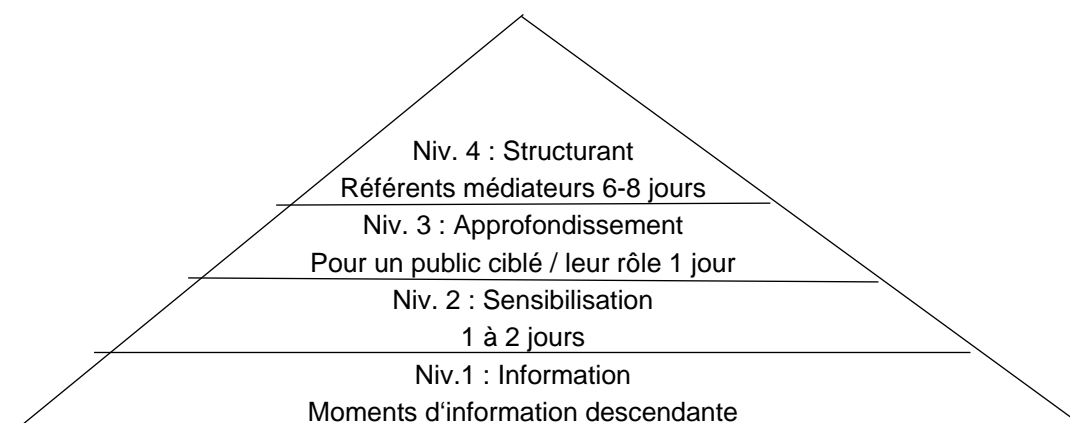 Niv. 4 : Structurant
Référents médiateurs 6-8 jours
Niv. 3 : Approfondissement
Pour un public ciblé / leur rôle 1 jour
Niv. 2 : Sensibilisation
1 à 2 jours
Niv.1 : Information
Moments d‘information descendante